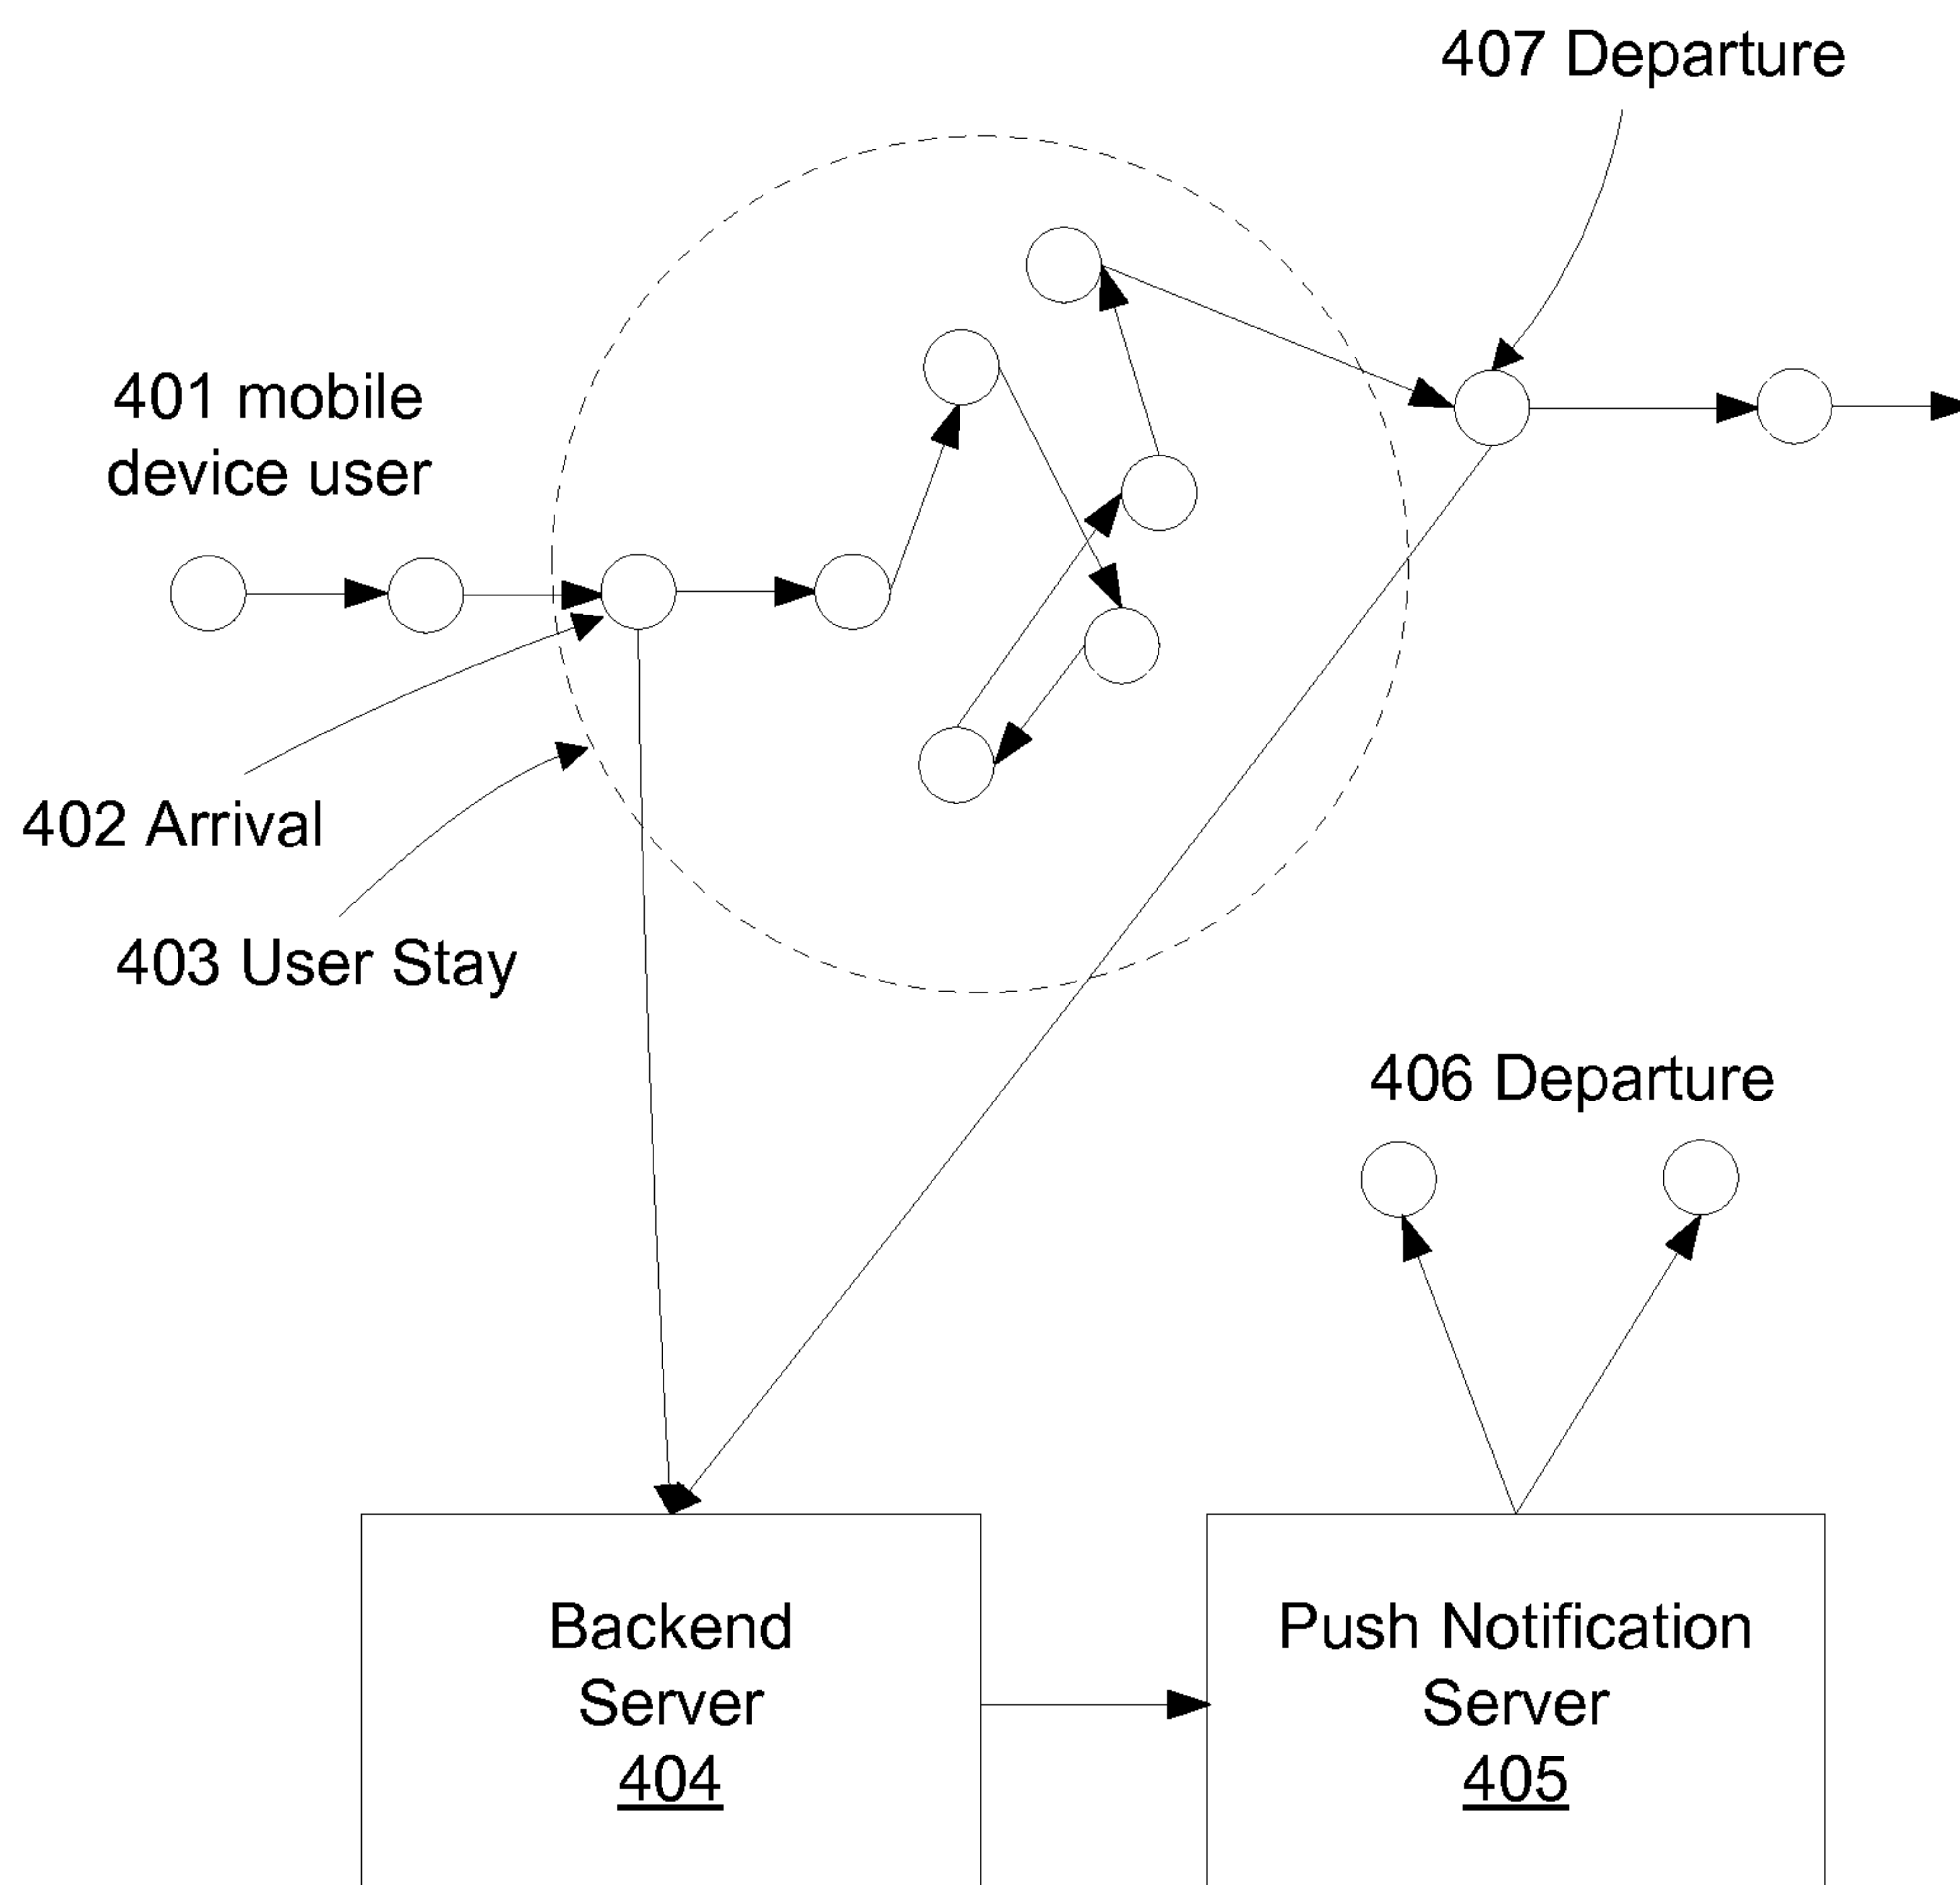 407 Departure
401 mobile
device user
402 Arrival
403 User Stay
406 Departure
Backend
Server
404
Push Notification
Server
405